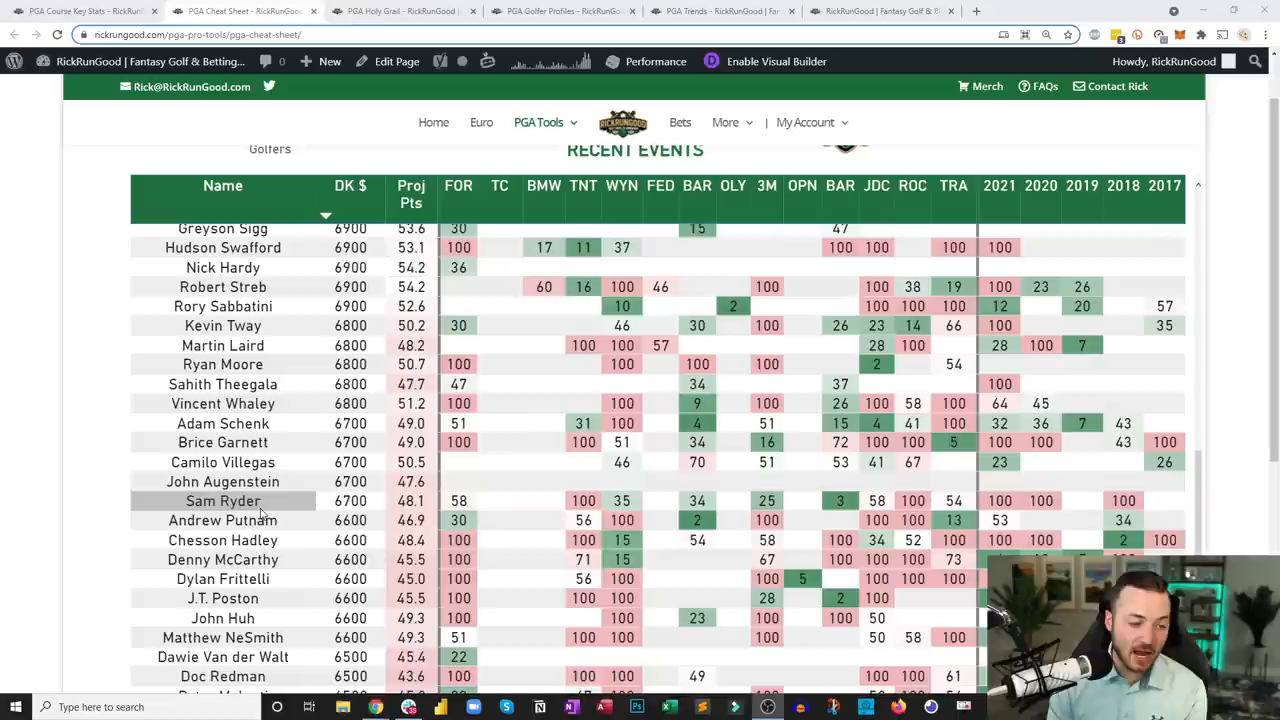 PGA Course Key Stats - RickRunG
PGA Cheat Sheet - RickRunGood
PGA Holy Grail - RickRunGood |
PGA Golfer Profiles - RickRunGo
PGA Trends - RickRunGood | Fan
RickRunGood | Fantasy Golf & B
rickrungood.com/pga-pro-tools/pga-cheat-sheet/
RickRunGood | Fantasy Golf & Betting... 0 New Edit Page Performance Enable Visual Builder Howdy, RickRunGood
Rick@RickRunGood.com Merch FAQs Contact Rick
Home Euro PGA Tools RICKRUNGOOD Bets More | My Account
Golfers RECENT EVENTS
Name DK $ Proj Pts FOR TC BMW TNT WYN FED BAR OLY 3M OPN BAR JDC ROC TRA 2021 2020 2019 2018 2017
Greyson Sigg 6900 53.6 30 15 47
Hudson Swafford 6900 53.1 100 17 11 37 100 100 100 100
Nick Hardy 6900 54.2 36
Robert Streb 6900 54.2 60 16 100 46 100 100 38 19 100 23 26
Rory Sabbatini 6900 52.6 10 2 100 100 100 12 20 57
Kevin Tway 6800 50.2 30 46 30 100 26 23 14 66 100 35
Martin Laird 6800 48.2 100 100 57 28 100 28 100 7
Ryan Moore 6800 50.7 100 100 100 100 2 54
Sahith Theegala 6800 47.7 47 34 37 100
Vincent Whaley 6800 51.2 100 100 9 100 26 100 58 100 64 45
Adam Schenk 6700 49.0 51 31 100 4 51 15 4 41 100 32 36 7 43
Brice Garnett 6700 49.0 100 100 51 34 16 72 100 100 5 100 100 43 100
Camilo Villegas 6700 50.5 46 70 51 53 41 67 23 26
John Augenstein 6700 47.6
Sam Ryder 6700 48.1 58 100 35 34 25 3 58 100 54 100 100 100
Andrew Putnam 6600 46.9 30 56 100 2 100 100 100 13 53 34
Chesson Hadley 6600 48.4 100 100 15 54 58 100 34 52 100 100 100 2 100
Denny McCarthy 6600 45.5 100 71 15 67 100 100 100 73
Dylan Frittelli 6600 45.0 100 56 100 100 5 100 100 100
J.T. Poston 6600 45.5 100 100 100 28 2 100
John Huh 6600 49.3 100 100 23 100 100 50
Matthew NeSmith 6600 49.3 51 100 100 100 50 58 100
Dawie Van der Walt 6500 45.4 22
Doc Redman 6500 43.6 100 100 100 49 100 100 100 61
Type here to search